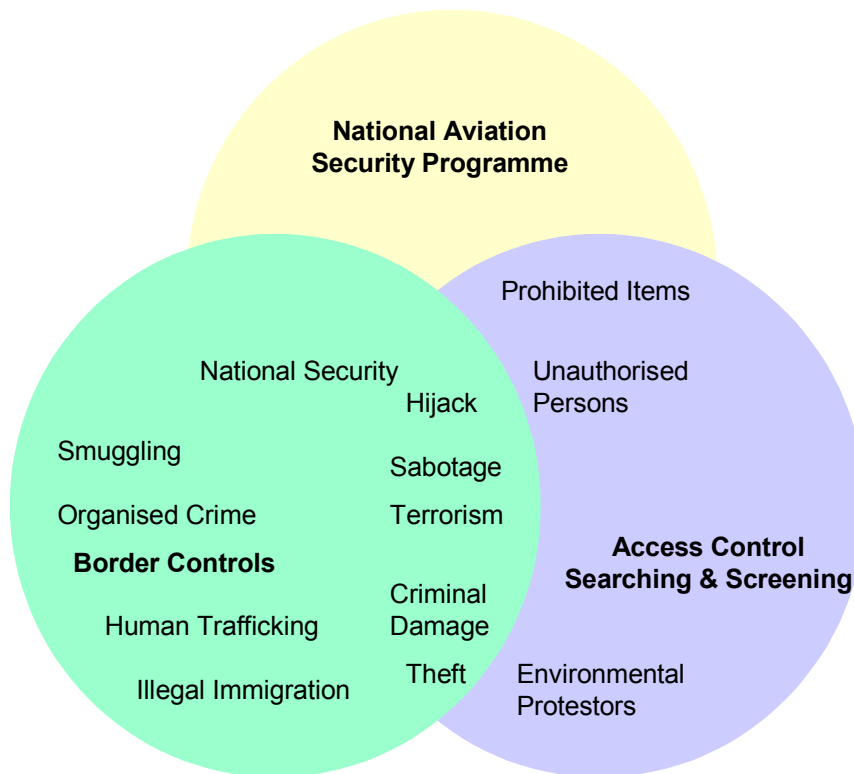 National Aviation
Security Programme
Prohibited Items
National Security
Unauthorised
Persons
Hijack
Smuggling
Sabotage
Organised Crime
Terrorism
Border Controls
Access Control
Searching & Screening
Criminal
Damage
Human Trafficking
Theft
Illegal Immigration
Environmental
Protestors